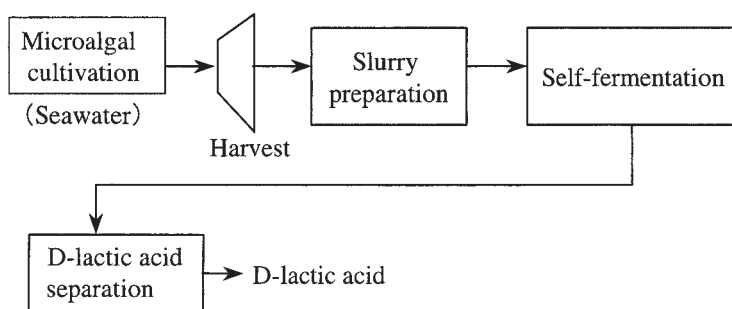 Microalgal
cultivation
(Seawater)
Harvest
Slurry
preparation
Self-fermentation
D-lactic acid
separation
D-lactic acid